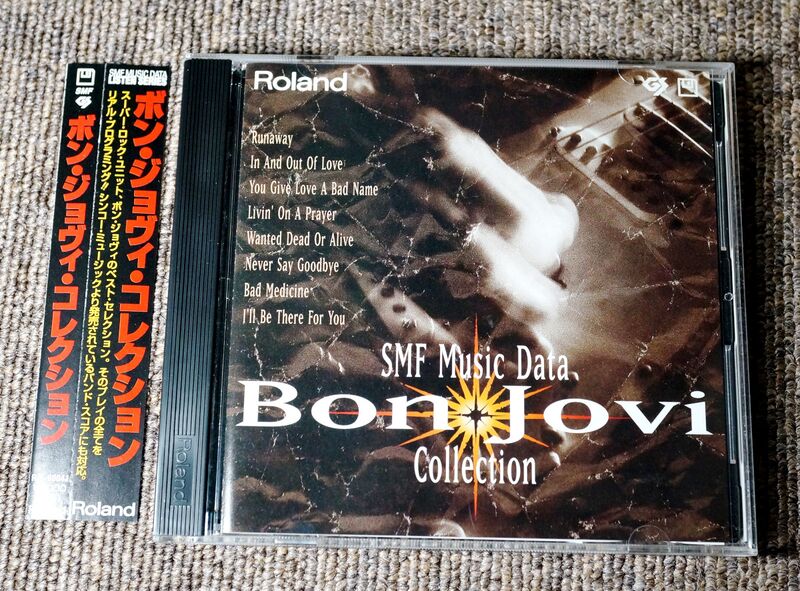 SMF
ボン・ジョヴィ・コレクション
SMF MUSIC DATA
LISTEN SERIES
ボン・ジョヴィ・コレクション
スーパー・ロック・ユニット、ボン・ジョヴィのベスト・セレクション。そのプレイの全てを
リアル・プログラミング!! シンコー・ミュージックより発売されているバンド・スコアにも対応。
Roland
Roland
Roland
GS
Runaway
In And Out Of Love
You Give Love A Bad Name
Livin' On A Prayer
Wanted Dead Or Alive
Never Say Goodbye
Bad Medicine
I'll Be There For You
SMF Music Data
Bon Jovi
Collection